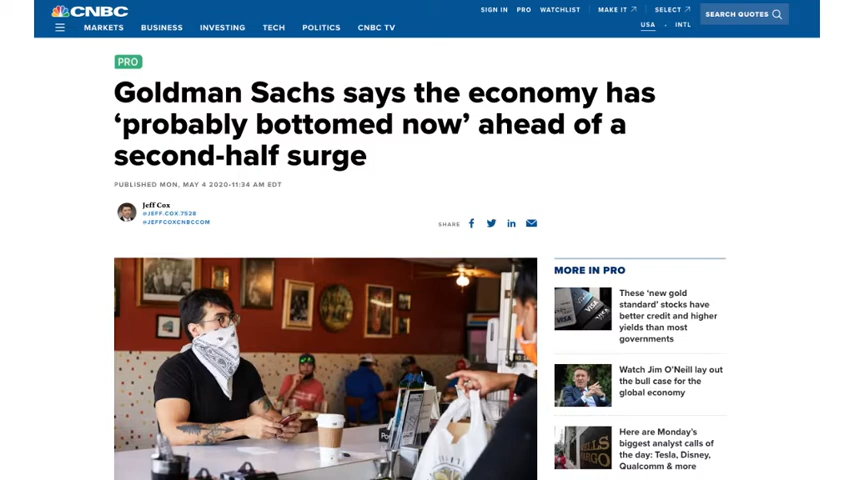 CNBC
SIGN IN PRO WATCHLIST MAKE IT SELECT
USA - INTL
SEARCH QUOTES
MARKETS BUSINESS INVESTING TECH POLITICS CNBC TV
PRO
Goldman Sachs says the economy has
‘probably bottomed now’ ahead of a
second-half surge
PUBLISHED MON, MAY 4 2020•11:34 AM EDT
Jeff Cox
@JEFF.COX.7528
@JEFFCOXCNBCCOM
SHARE
MORE IN PRO
These ‘new gold
standard’ stocks have
better credit and higher
yields than most
governments
Watch Jim O’Neill lay out
the bull case for the
global economy
Here are Monday’s
biggest analyst calls of
the day: Tesla, Disney,
Qualcomm & more
VISA